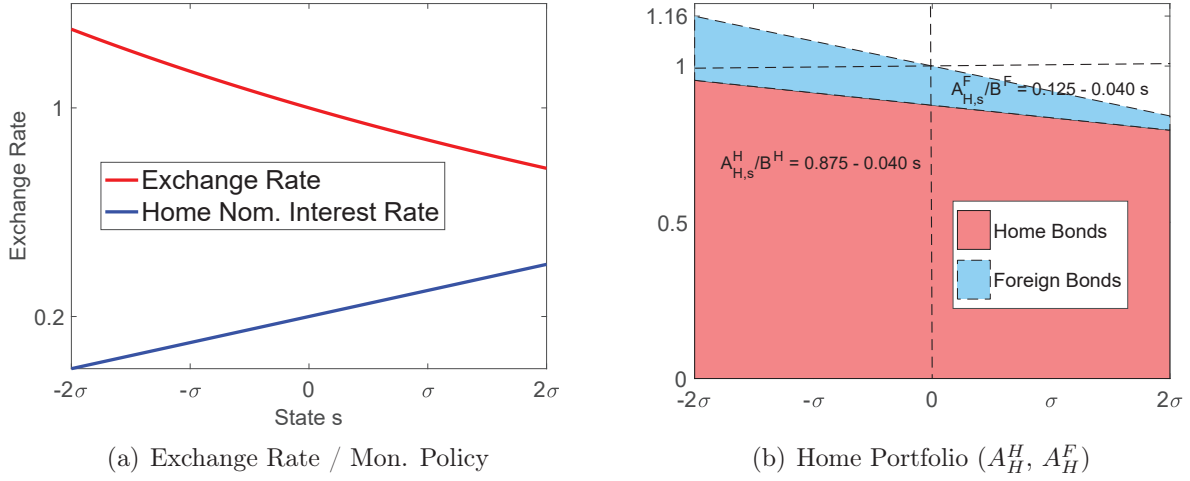 Exchange Rate
1
0.2
Exchange Rate
Home Nom. Interest Rate
-2σ
-σ
0
σ
2σ
State s
(a) Exchange Rate / Mon. Policy
1.16
1
0.5
0
A^F_{H,s}/B^F = 0.125 - 0.040 s
A^H_{H,s}/B^H = 0.875 - 0.040 s
Home Bonds
Foreign Bonds
-2σ
-σ
0
σ
2σ
(b) Home Portfolio (A^H_H, A^F_H)